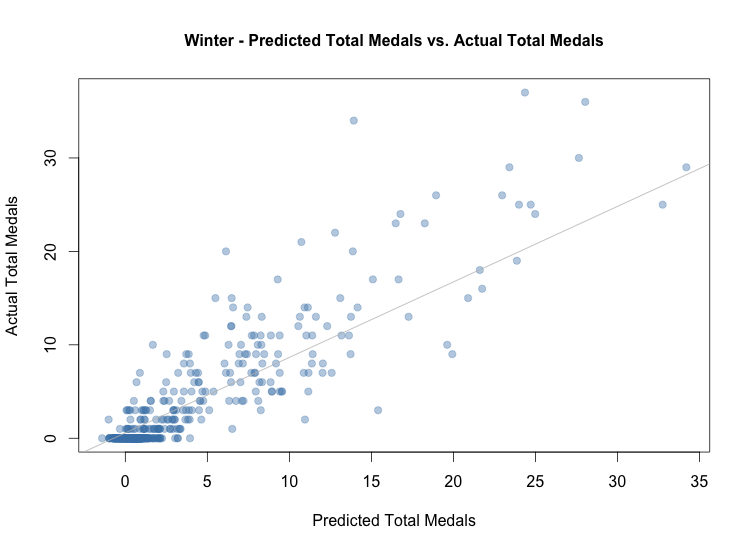 Winter - Predicted Total Medals vs. Actual Total Medals
Actual Total Medals
30
20
10
0
0 5 10 15 20 25 30 35
Predicted Total Medals